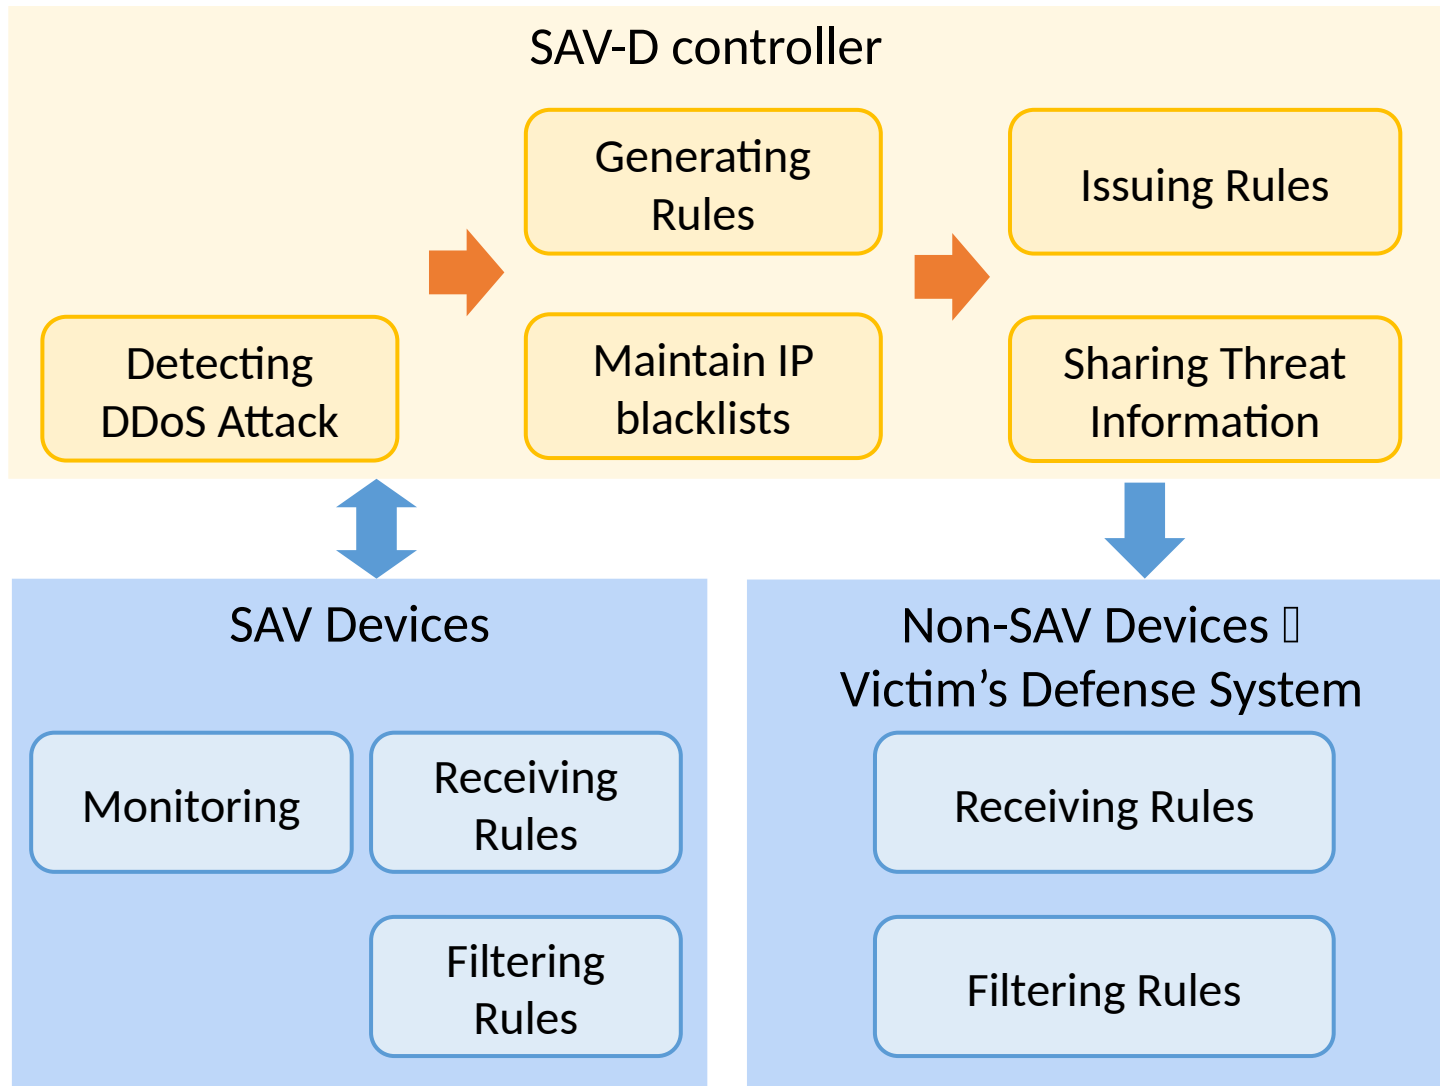 SAV-D controller
Generating
Rules
Issuing Rules
Detecting
DDoS Attack
Maintain IP
blacklists
Sharing Threat
Information
SAV Devices
Monitoring
Receiving
Rules
Filtering
Rules
Non-SAV Devices
Victim’s Defense System
Receiving Rules
Filtering Rules